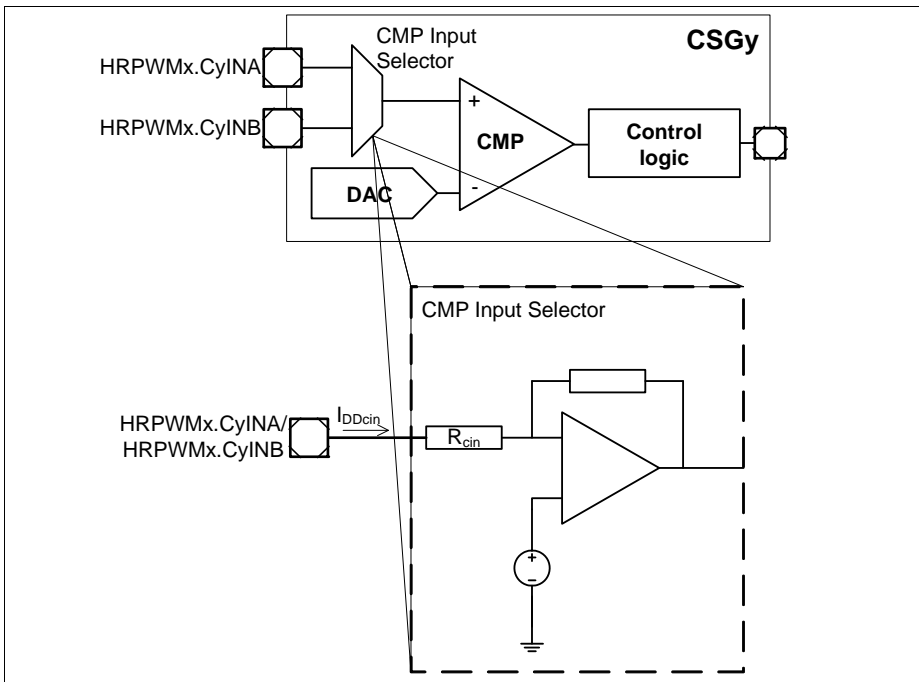 CMP Input
Selector
CSGy
HRPWMx.CyINA
HRPWMx.CyINB
+
-
CMP
Control
logic
DAC
CMP Input Selector
HRPWMx.CyINA/
HRPWMx.CyINB
IDDcin
Rcin
+
−